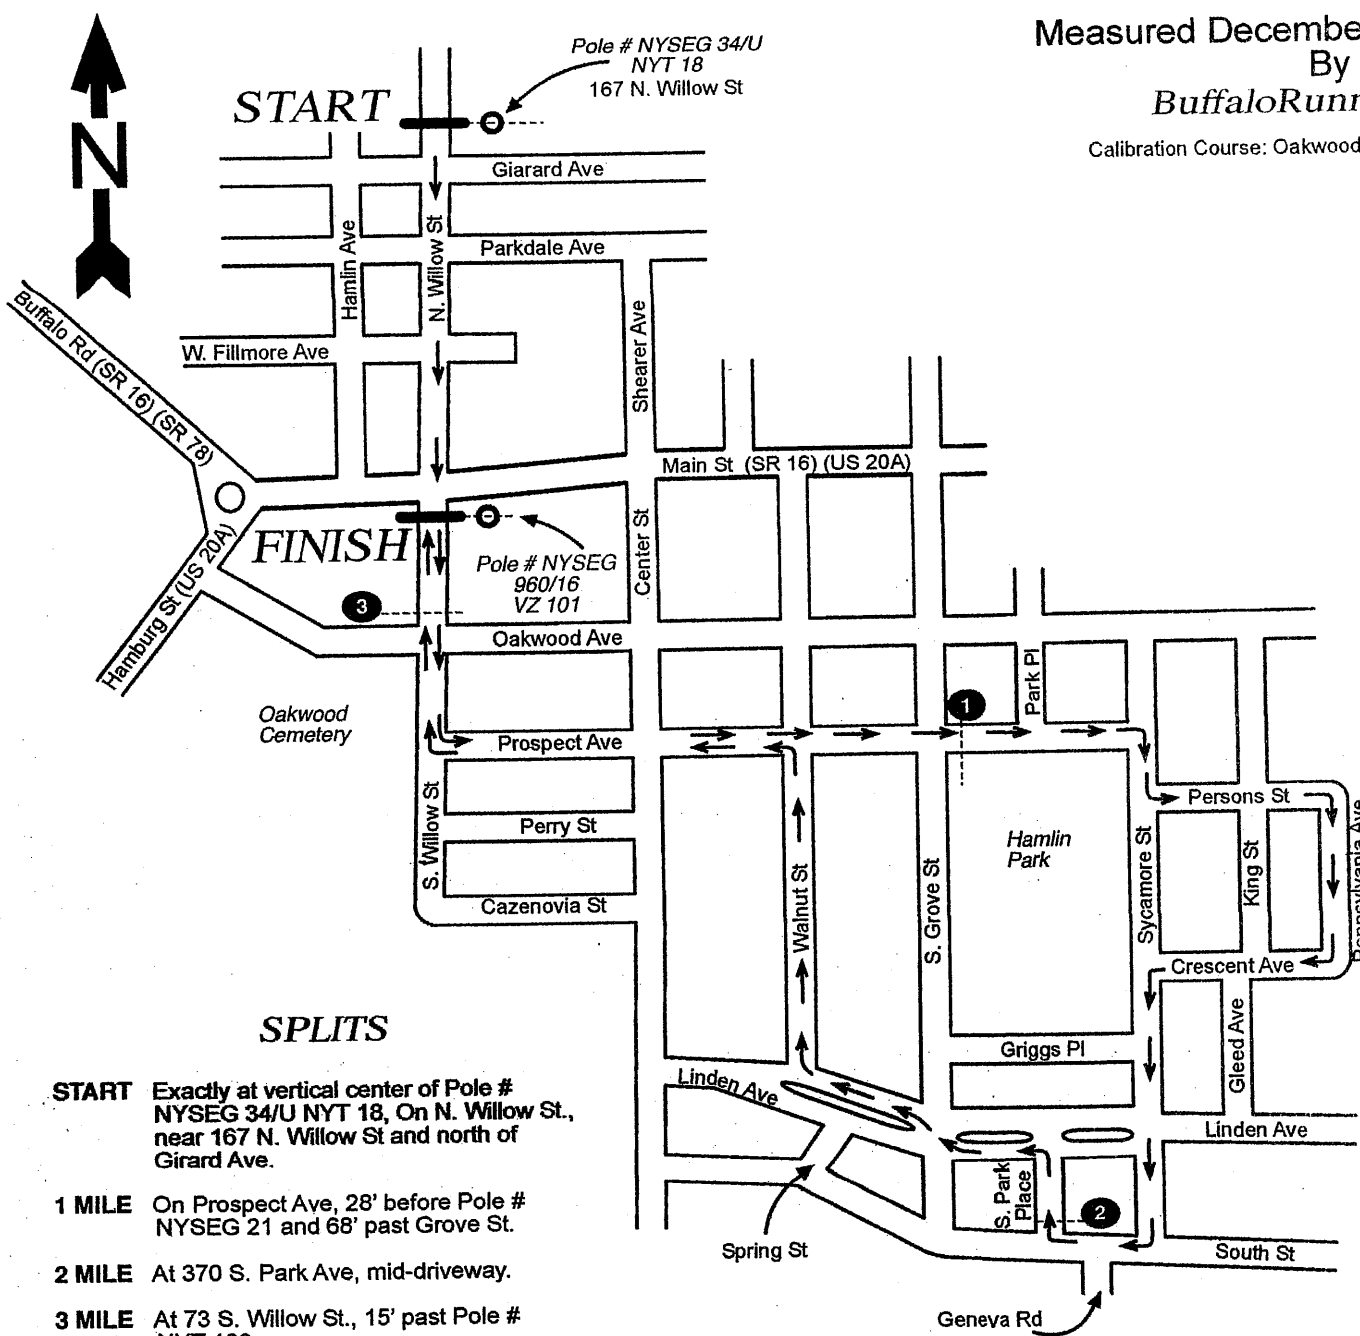 Measured Decembe
By
BuffaloRunn
Calibration Course: Oakwood
Pole # NYSEG 34/U
NYT 18
167 N. Willow St
START
N
Giarard Ave
Hamlin Ave
N. Willow St
Parkdale Ave
Buffalo Rd (SR 16) (SR 78)
W. Fillmore Ave
Shearer Ave
Main St (SR 16) (US 20A)
FINISH
Pole # NYSEG
960/16
VZ 101
Center St
Hamburg St (US 20A)
3
Oakwood Ave
Oakwood
Cemetery
Park Pl
1
Prospect Ave
Persons St
Pennsylvania Ave
S. Willow St
Perry St
Hamlin
Park
Sycamore St
King St
Walnut St
S. Grove St
Cazenovia St
Crescent Ave
Griggs Pl
Gleed Ave
Linden Ave
Linden Ave
S. Park
Place
2
Spring St
South St
Geneva Rd
SPLITS
START Exactly at vertical center of Pole #
NYSEG 34/U NYT 18, On N. Willow St.,
near 167 N. Willow St and north of
Girard Ave.
1 MILE On Prospect Ave, 28' before Pole #
NYSEG 21 and 68' past Grove St.
2 MILE At 370 S. Park Ave, mid-driveway.
3 MILE At 73 S. Willow St., 15' past Pole #